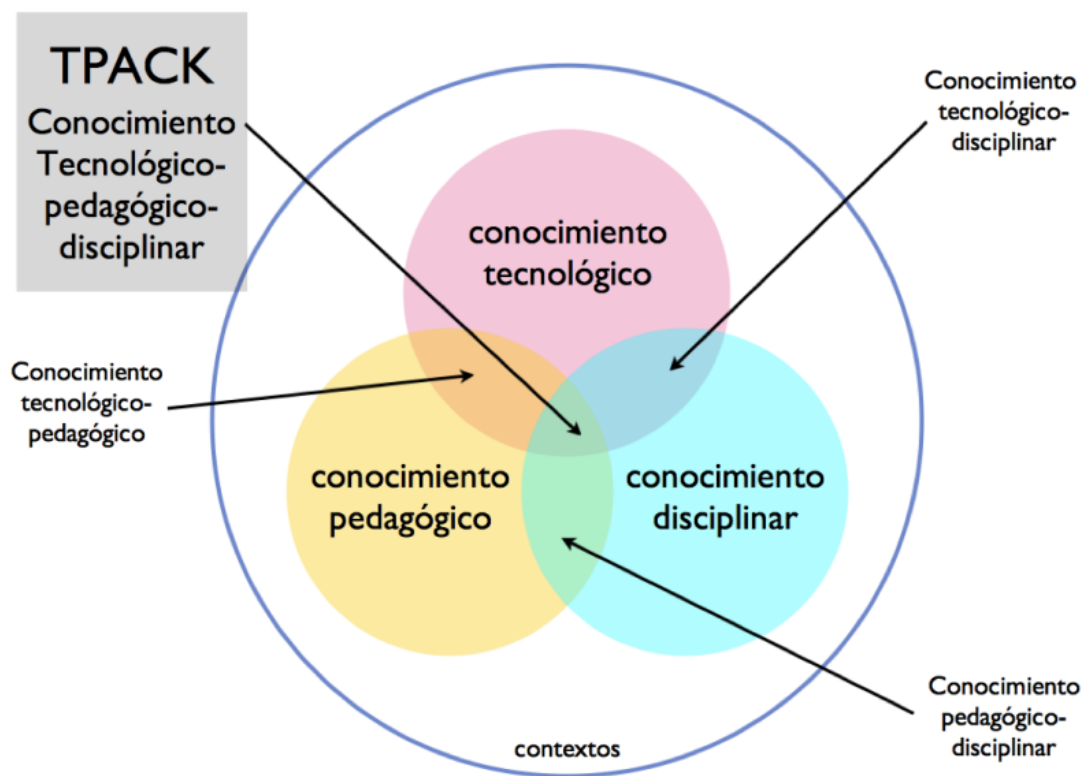 TPACK
Conocimiento
Tecnológico-
pedagógico-
disciplinar
Conocimiento
tecnológico-
disciplinar
conocimiento
tecnológico
Conocimiento
tecnológico-
pedagógico
conocimiento
pedagógico
conocimiento
disciplinar
Conocimiento
pedagógico-
disciplinar
contextos